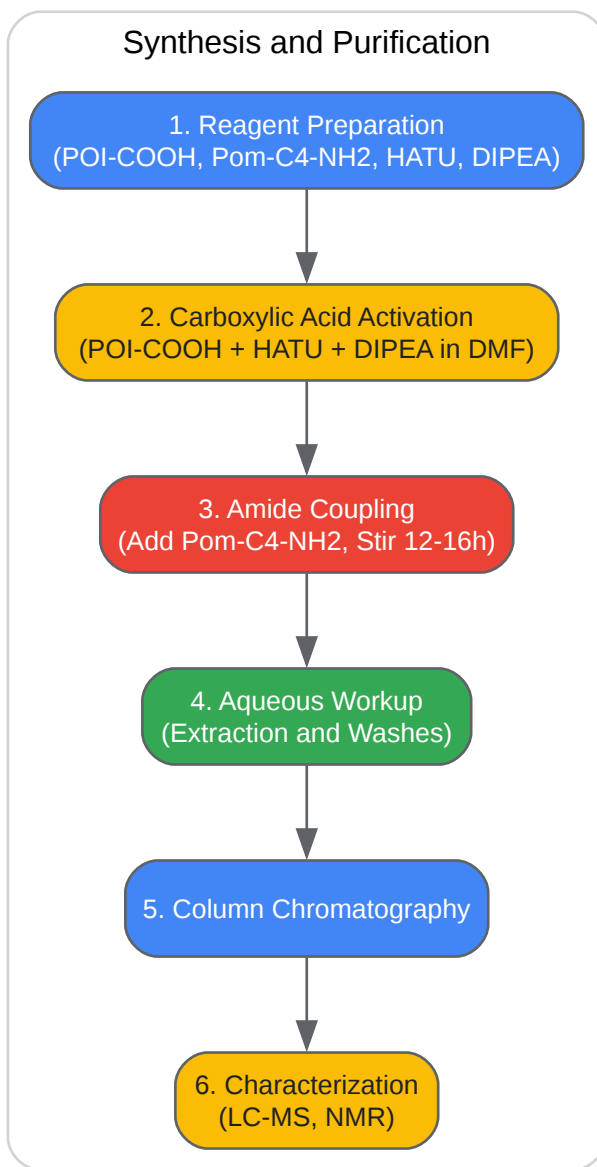 Synthesis and Purification
1. Reagent Preparation
(POI-COOH, Pom-C4-NH2, HATU, DIPEA)
2. Carboxylic Acid Activation
(POI-COOH + HATU + DIPEA in DMF)
3. Amide Coupling
(Add Pom-C4-NH2, Stir 12-16h)
4. Aqueous Workup
(Extraction and Washes)
5. Column Chromatography
6. Characterization
(LC-MS, NMR)